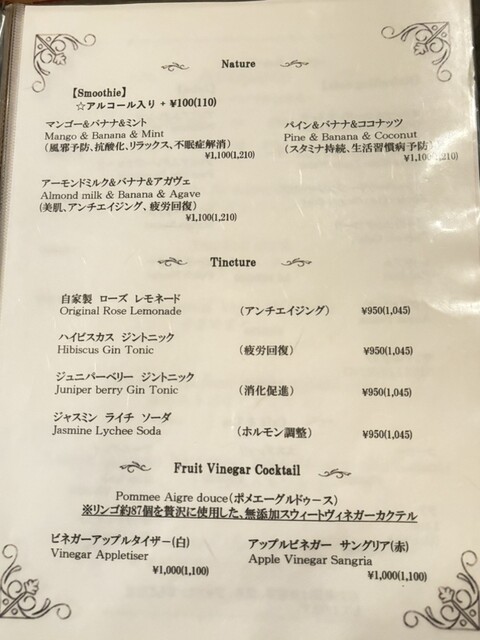 Nature
【Smoothie】
☆アルコール入り + ¥100(110)
マンゴー&バナナ&ミント
Mango & Banana & Mint
(風邪予防、抗酸化、リラックス、不眠症解消)
¥1,100(1,210)
パイン&バナナ&ココナッツ
Pine & Banana & Coconut
(スタミナ持続、生活習慣病予防)
¥1,100(1,210)
アーモンドミルク&バナナ&アガヴェ
Almond milk & Banana & Agave
(美肌、アンチエイジング、疲労回復)
¥1,100(1,210)
Tincture
自家製 ローズ レモネード
Original Rose Lemonade (アンチエイジング) ¥950(1,045)
ハイビスカス ジントニック
Hibiscus Gin Tonic (疲労回復) ¥950(1,045)
ジュニパーベリー ジントニック
Juniper berry Gin Tonic (消化促進) ¥950(1,045)
ジャスミン ライチ ソーダ
Jasmine Lychee Soda (ホルモン調整) ¥950(1,045)
Fruit Vinegar Cocktail
Pommee Aigre douce(ポメエーグルドゥース)
※リンゴ約87個を贅沢に使用した、無添加スウィートヴィネガーカクテル
ビネガーアップルタイザー(白)
Vinegar Appletiser
¥1,000(1,100)
アップルビネガー サングリア(赤)
Apple Vinegar Sangria
¥1,000(1,100)